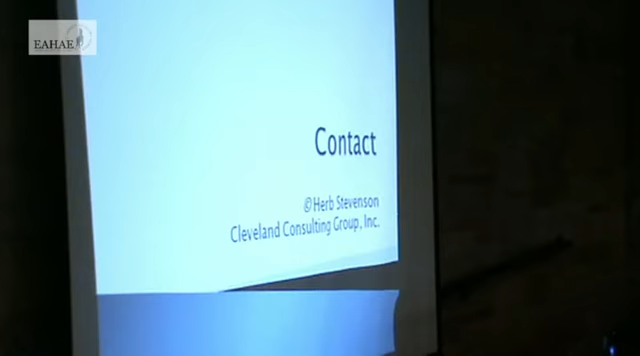 EAHAE
Contact
©Herb Stevenson
Cleveland Consulting Group, Inc.